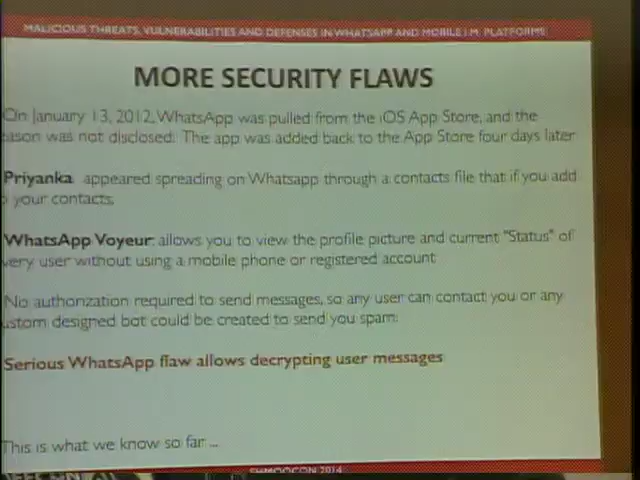 MALICIOUS THREATS, VULNERABILITIES AND DEFENSES IN WHATSAPP AND MOBILE I.M. PLATFORMS
MORE SECURITY FLAWS
On January 13, 2012, WhatsApp was pulled from the iOS App Store, and the
eason was not disclosed. The app was added back to the App Store four days later
Priyanka appeared spreading on Whatsapp through a contacts file that if you add
o your contacts,
WhatsApp Voyeur: allows you to view the profile picture and current "Status" of
very user without using a mobile phone or registered account
No authorization required to send messages, so any user can contact you or any
ustom designed bot could be created to send you spam.
Serious WhatsApp flaw allows decrypting user messages
This is what we know so far ...
SHMOOCON 2014